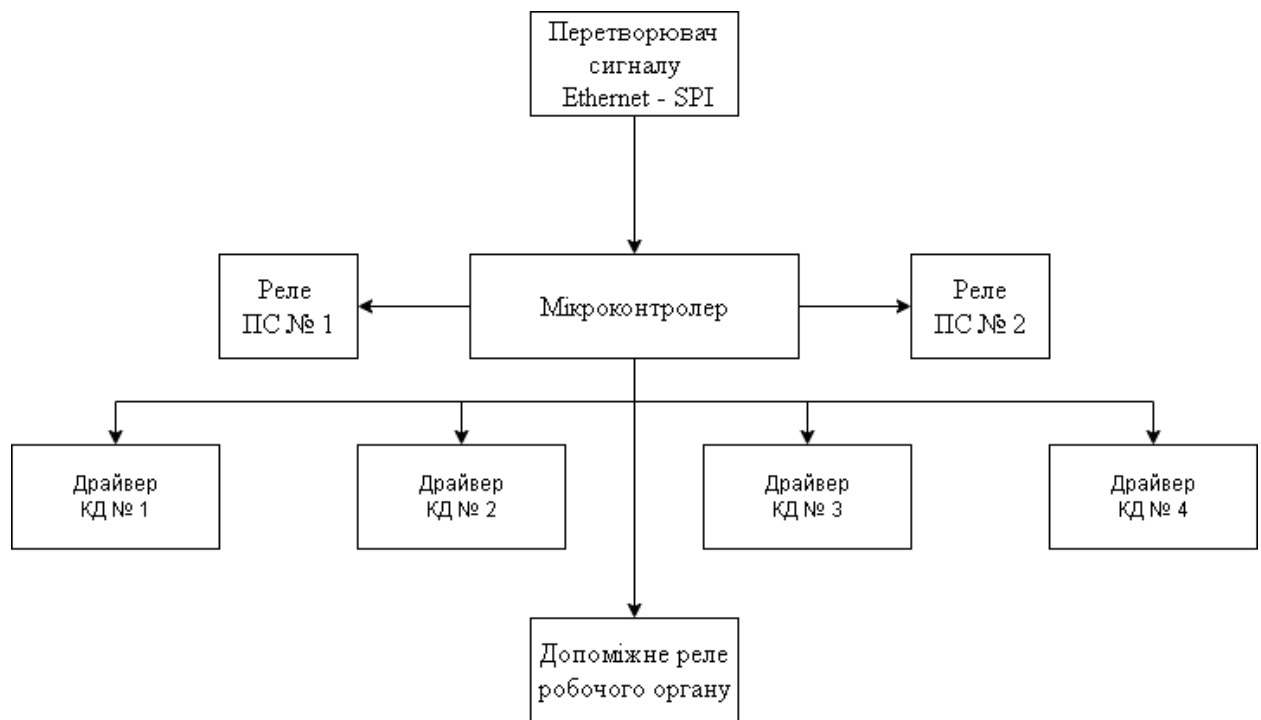 Перетворювач
сигналу
Ethernet - SPI
Реле
ПС № 1
Мікроконтролер
Реле
ПС № 2
Драйвер
КД № 1
Драйвер
КД № 2
Драйвер
КД № 3
Драйвер
КД № 4
Допоміжне реле
робочого органу